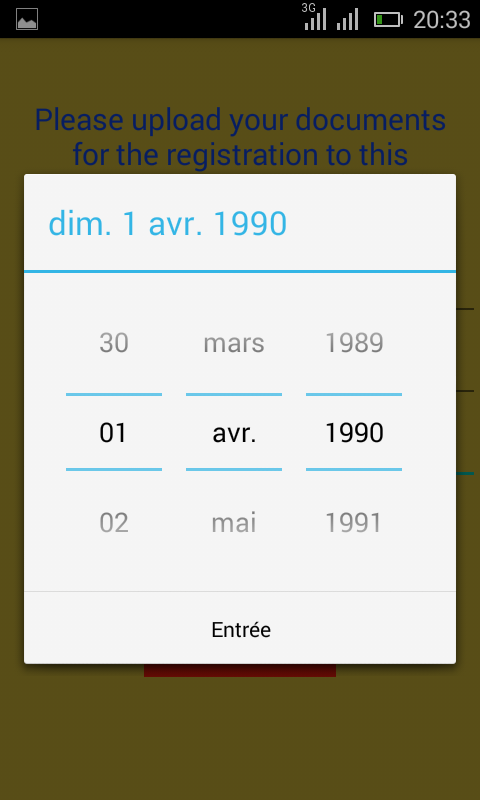 3G 20:33
Please upload your documents
for the registration to this
dim. 1 avr. 1990
30 mars 1989
01 avr. 1990
02 mai 1991
Entrée